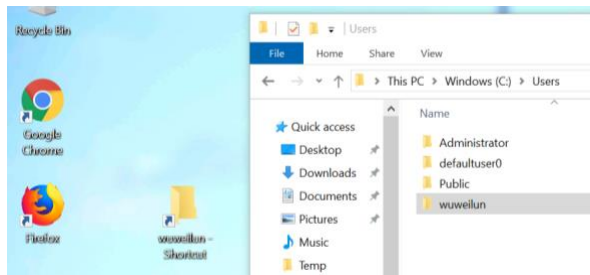 Recycle Bin
Google
Chrome
Firefox
wuweilun -
Shortcut
Users
File Home Share View
This PC > Windows (C:) > Users
Quick access
Desktop
Downloads
Documents
Pictures
Music
Temp
Name
Administrator
defaultuser0
Public
wuweilun